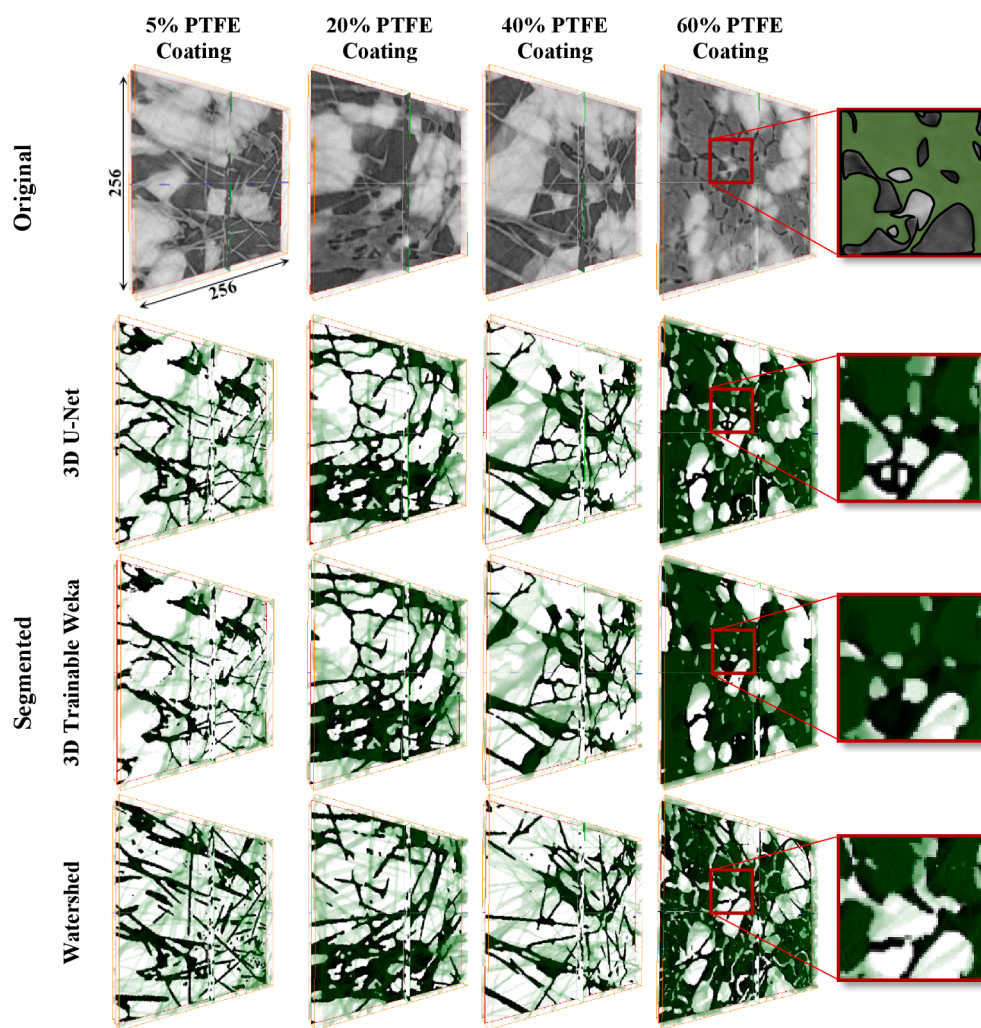 5% PTFE
Coating
20% PTFE
Coating
40% PTFE
Coating
60% PTFE
Coating
Original
256
256
Segmented
3D U-Net
3D Trainable Weka
Watershed